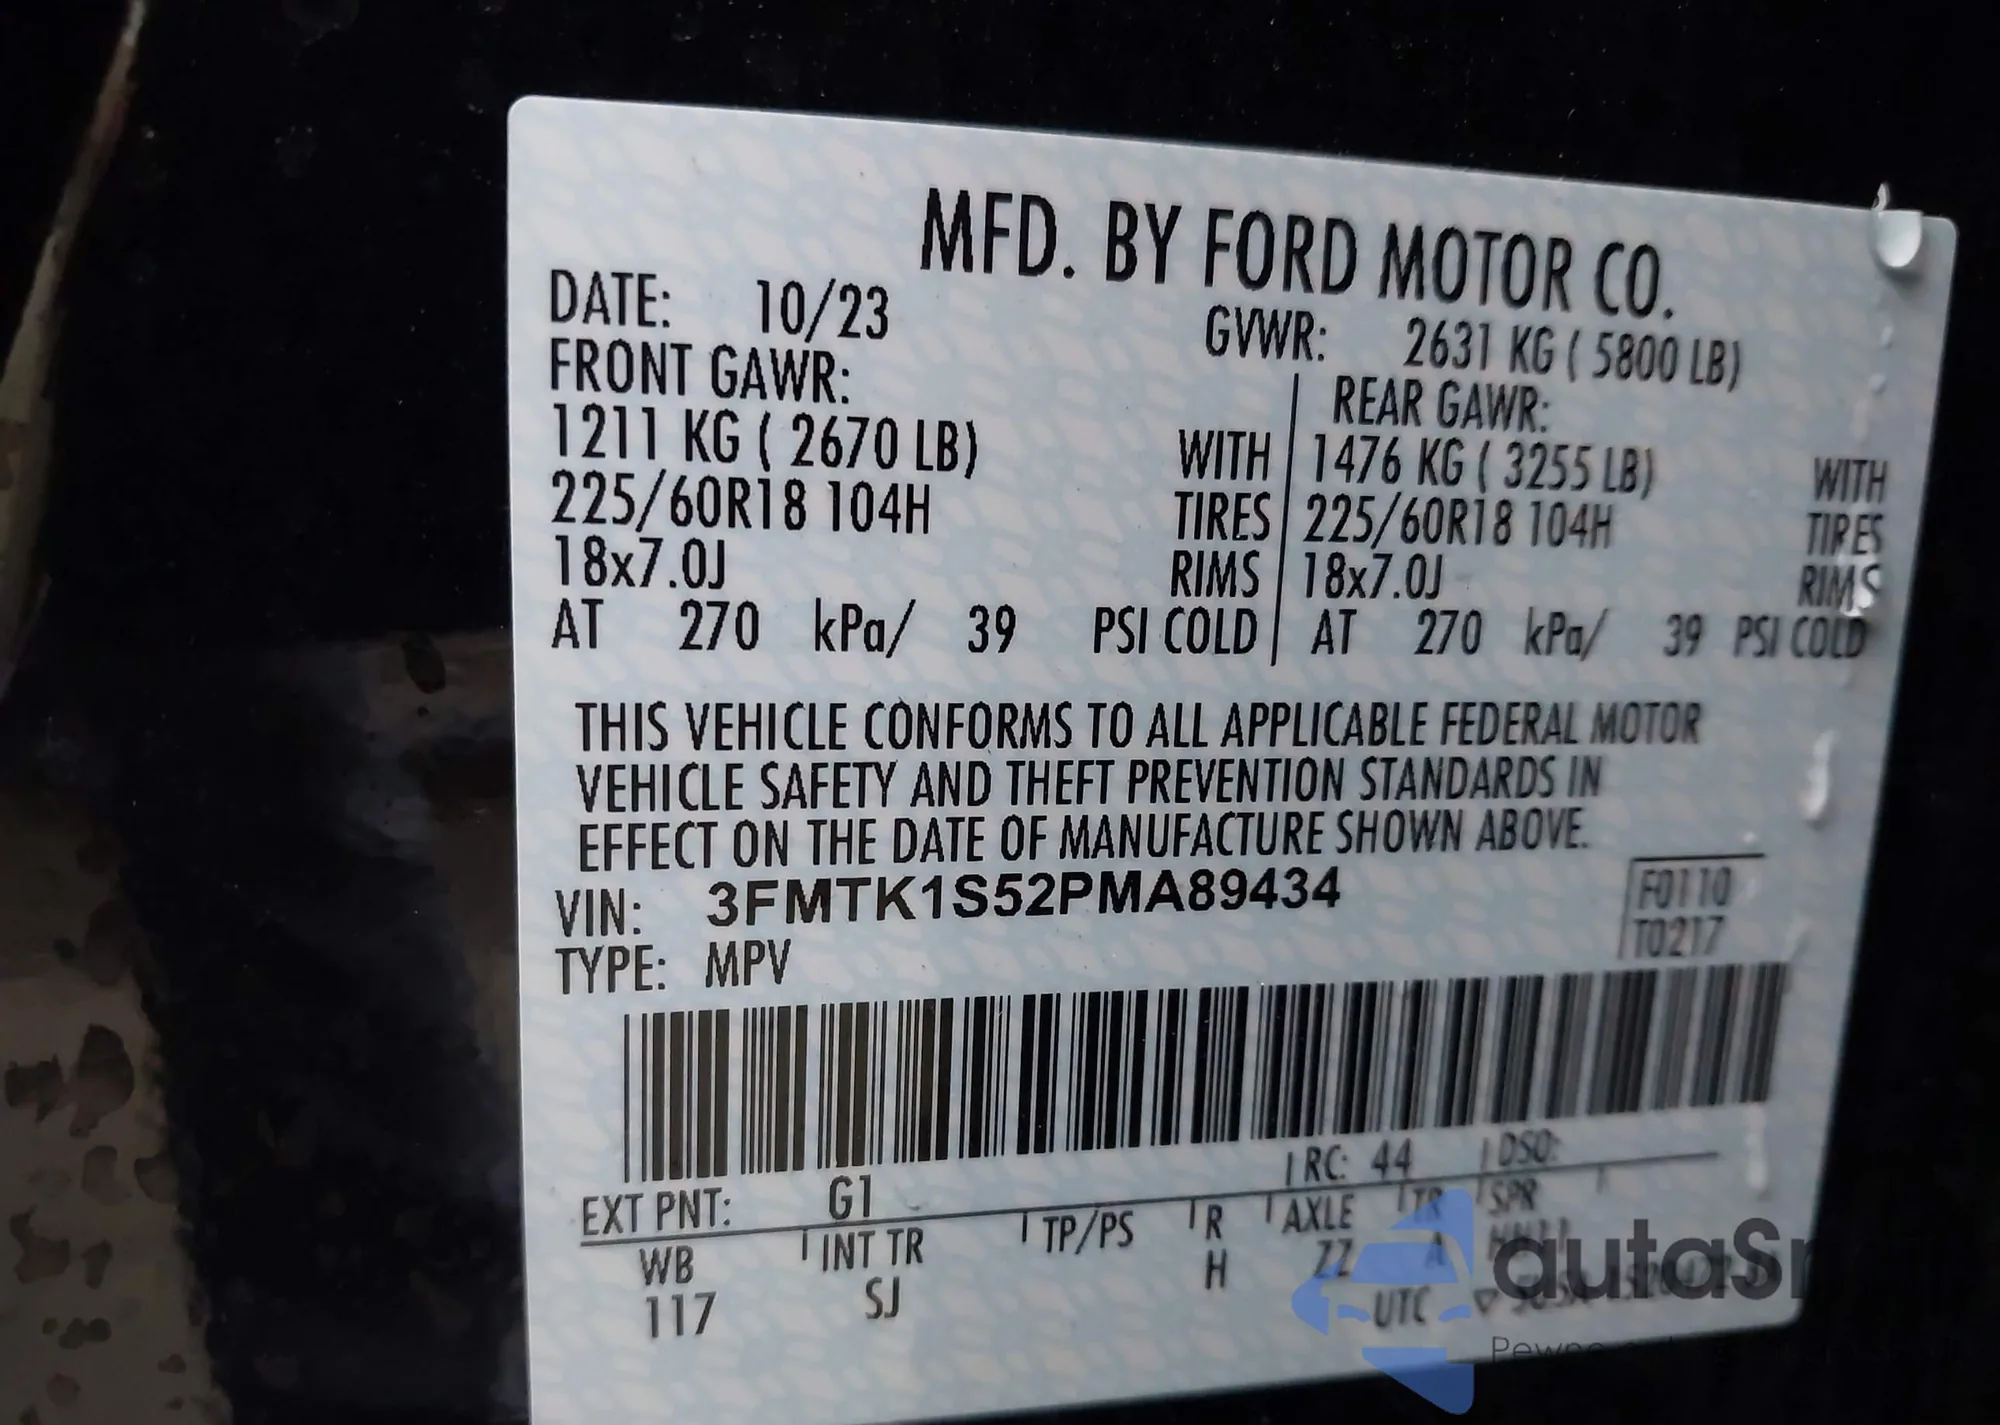 MFD. BY FORD MOTOR CO.
DATE: 10/23 GVWR: 2631 KG ( 5800 LB)
FRONT GAWR: REAR GAWR:
1211 KG ( 2670 LB) WITH 1476 KG ( 3255 LB) WITH
225/60R18 104H TIRES 225/60R18 104H TIRES
18x7.0J RIMS 18x7.0J RIMS
AT 270 kPa/ 39 PSI COLD AT 270 kPa/ 39 PSI COLD
THIS VEHICLE CONFORMS TO ALL APPLICABLE FEDERAL MOTOR
VEHICLE SAFETY AND THEFT PREVENTION STANDARDS IN
EFFECT ON THE DATE OF MANUFACTURE SHOWN ABOVE.
VIN: 3FMTK1S52PMA89434 F0110
TYPE: MPV T0217
EXT PNT: G1 RC: 44 DSO:
WB INT TR TP/PS R AXLE TR SPR
117 SJ H ZZ A
UTC
autaS